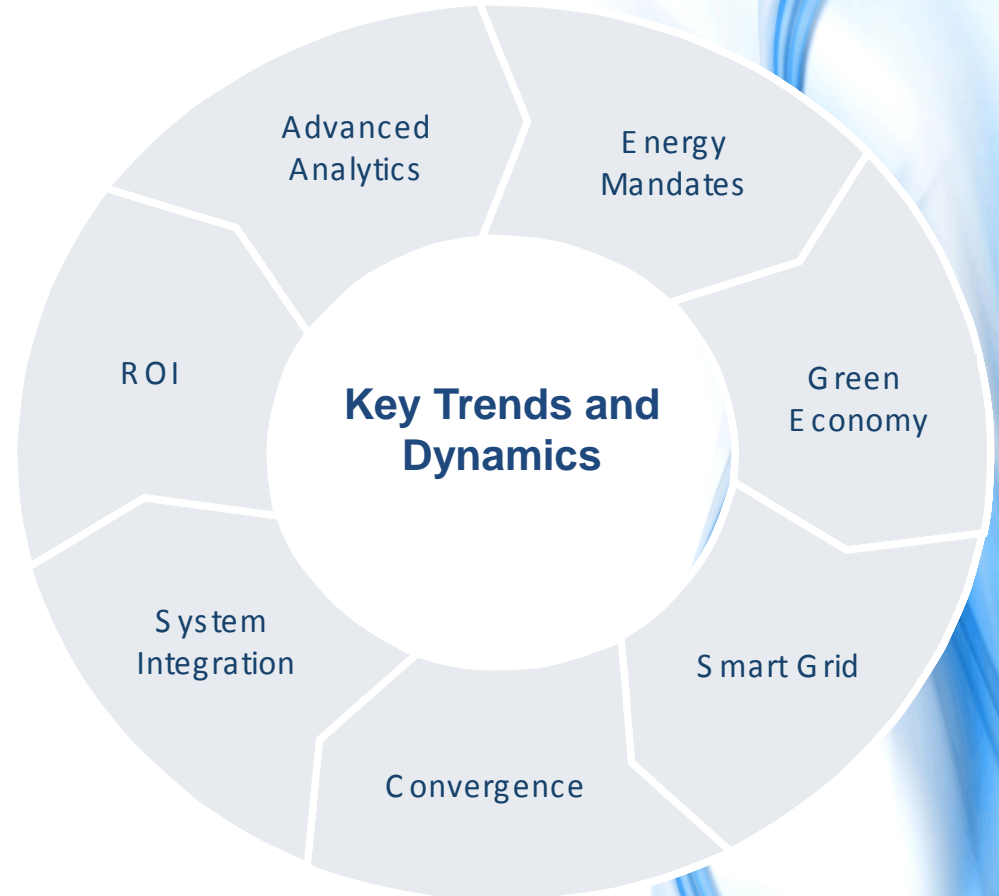 Advanced
Analytics
Energy
Mandates
ROI
Green
Economy
Key Trends and
Dynamics
System
Integration
Smart Grid
Convergence